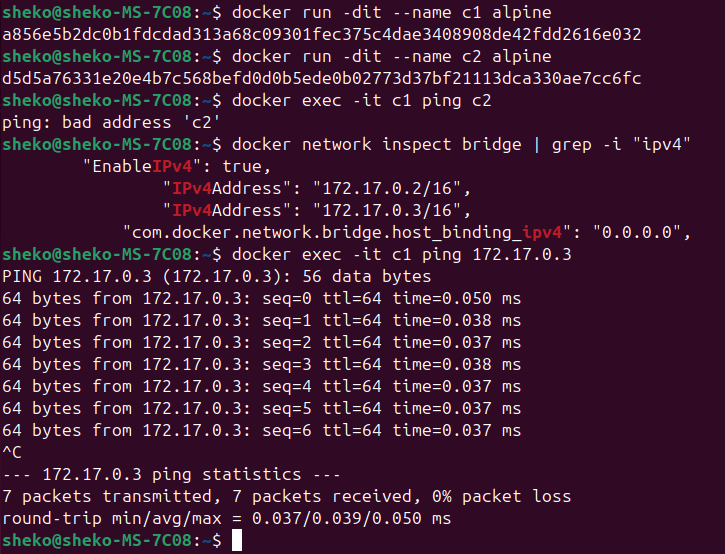 sheko@sheko-MS-7C08:~$ docker run -dit --name c1 alpine
a856e5b2dc0b1fdcdad313a68c09301fec375c4dae3408908de42fdd2616e032
sheko@sheko-MS-7C08:~$ docker run -dit --name c2 alpine
d5d5a76331e20e4b7c568befd0d0b5ede0b02773d37bf21113dca330ae7cc6fc
sheko@sheko-MS-7C08:~$ docker exec -it c1 ping c2
ping: bad address 'c2'
sheko@sheko-MS-7C08:~$ docker network inspect bridge | grep -i "ipv4"
        "EnableIPv4": true,
                "IPv4Address": "172.17.0.2/16",
                "IPv4Address": "172.17.0.3/16",
            "com.docker.network.bridge.host_binding_ipv4": "0.0.0.0",
sheko@sheko-MS-7C08:~$ docker exec -it c1 ping 172.17.0.3
PING 172.17.0.3 (172.17.0.3): 56 data bytes
64 bytes from 172.17.0.3: seq=0 ttl=64 time=0.050 ms
64 bytes from 172.17.0.3: seq=1 ttl=64 time=0.038 ms
64 bytes from 172.17.0.3: seq=2 ttl=64 time=0.037 ms
64 bytes from 172.17.0.3: seq=3 ttl=64 time=0.038 ms
64 bytes from 172.17.0.3: seq=4 ttl=64 time=0.037 ms
64 bytes from 172.17.0.3: seq=5 ttl=64 time=0.037 ms
64 bytes from 172.17.0.3: seq=6 ttl=64 time=0.037 ms
^C
--- 172.17.0.3 ping statistics ---
7 packets transmitted, 7 packets received, 0% packet loss
round-trip min/avg/max = 0.037/0.039/0.050 ms
sheko@sheko-MS-7C08:~$